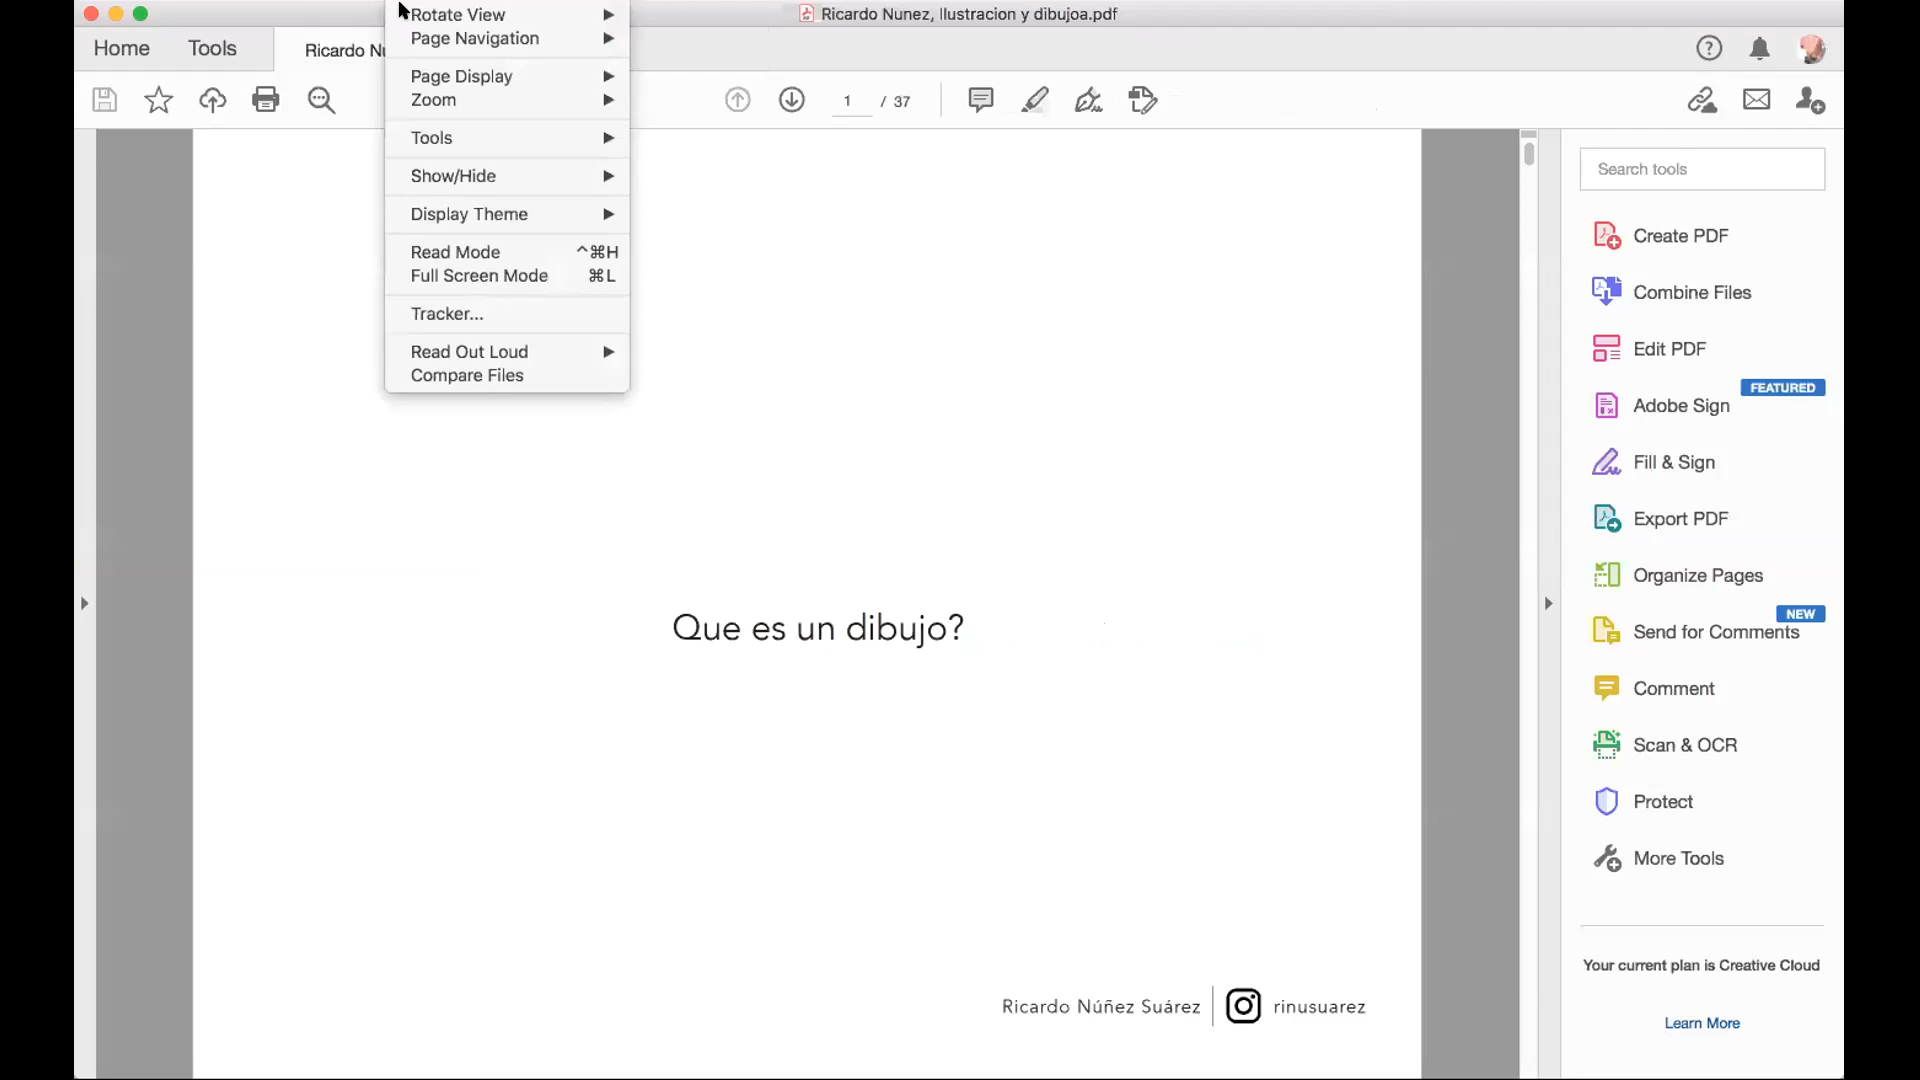 Ricardo Nunez, Ilustracion y dibujoa.pdf
Home
Tools
Ricardo Nu
1 / 37
Rotate View
Page Navigation
Page Display
Zoom
Tools
Show/Hide
Display Theme
Read Mode ^⌘H
Full Screen Mode ⌘L
Tracker...
Read Out Loud
Compare Files
Que es un dibujo?
Ricardo Núñez Suárez
rinusuarez
Search tools
Create PDF
Combine Files
Edit PDF
FEATURED
Adobe Sign
Fill & Sign
Export PDF
Organize Pages
NEW
Send for Comments
Comment
Scan & OCR
Protect
More Tools
Your current plan is Creative Cloud
Learn More